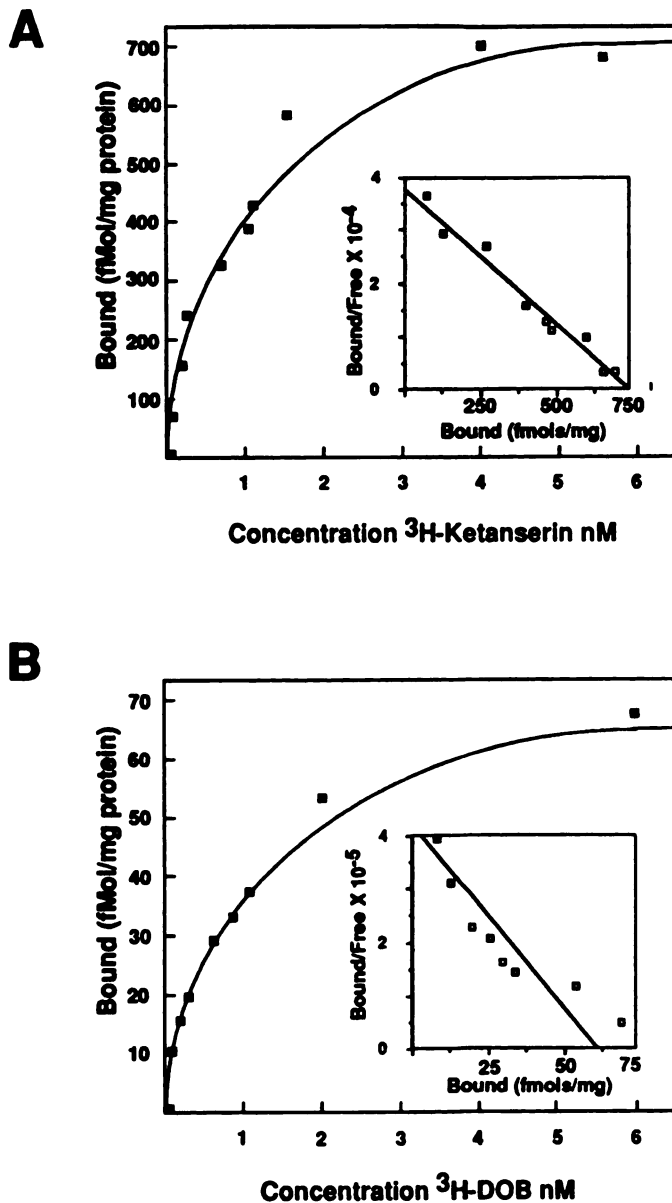 A
Bound (fMol/mg protein)
700
600
500
400
300
200
100
1 2 3 4 5 6
Concentration ³H-Ketanserin nM
Bound/Free X 10⁻⁴
4
2
0
250 500 750
Bound (fmols/mg)
B
Bound (fMol/mg protein)
70
60
50
40
30
20
10
1 2 3 4 5 6
Concentration ³H-DOB nM
Bound/Free X 10⁻⁵
4
2
0
25 50 75
Bound (fmols/mg)